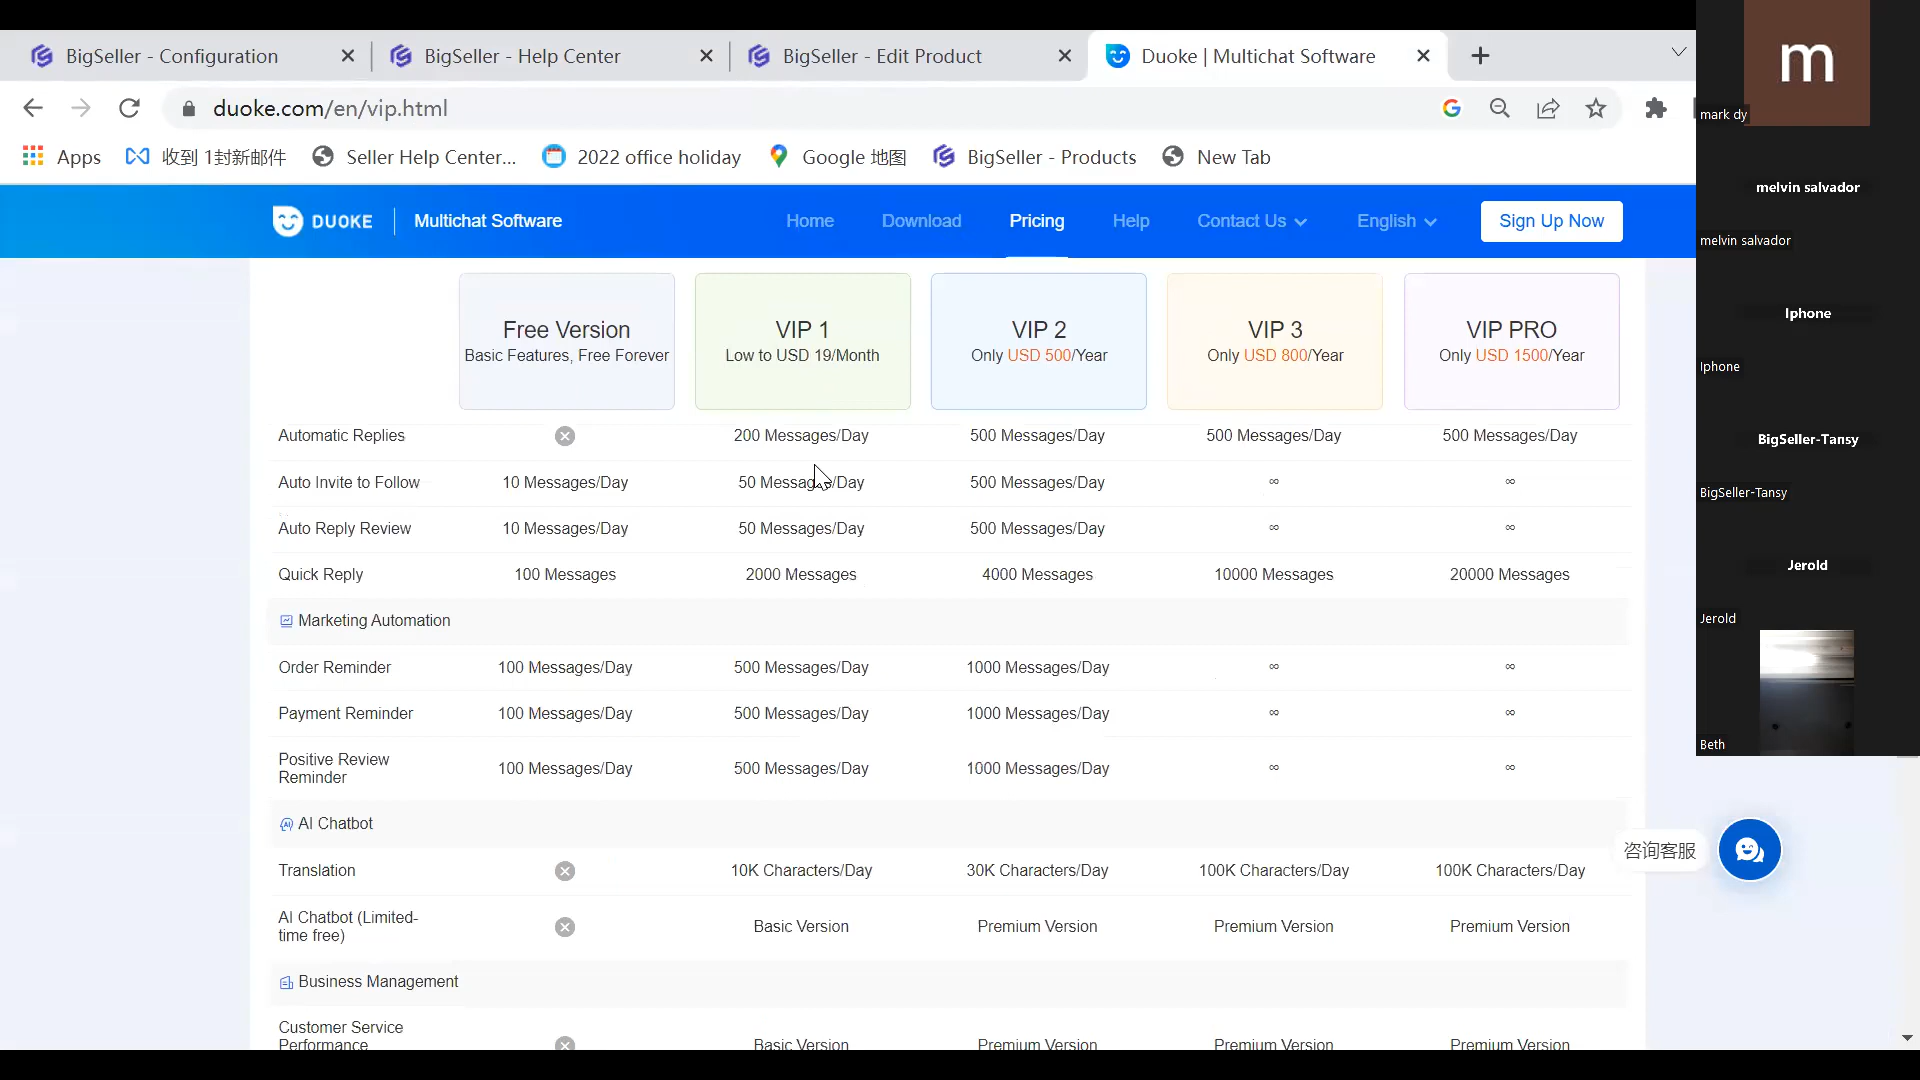 BigSeller - Configuration
BigSeller - Help Center
BigSeller - Edit Product
Duoke | Multichat Software
duoke.com/en/vip.html
Apps
收到 1封新邮件
Seller Help Center...
2022 office holiday
Google 地图
BigSeller - Products
New Tab
DUOKE
Multichat Software
Home
Download
Pricing
Help
Contact Us
English
Sign Up Now
Free Version
Basic Features, Free Forever
VIP 1
Low to USD 19/Month
VIP 2
Only USD 500/Year
VIP 3
Only USD 800/Year
VIP PRO
Only USD 1500/Year
Automatic Replies 200 Messages/Day 500 Messages/Day 500 Messages/Day 500 Messages/Day
Auto Invite to Follow 10 Messages/Day 50 Messages/Day 500 Messages/Day ∞ ∞
Auto Reply Review 10 Messages/Day 50 Messages/Day 500 Messages/Day ∞ ∞
Quick Reply 100 Messages 2000 Messages 4000 Messages 10000 Messages 20000 Messages
Marketing Automation
Order Reminder 100 Messages/Day 500 Messages/Day 1000 Messages/Day ∞ ∞
Payment Reminder 100 Messages/Day 500 Messages/Day 1000 Messages/Day ∞ ∞
Positive Review
Reminder
100 Messages/Day 500 Messages/Day 1000 Messages/Day ∞ ∞
AI Chatbot
Translation 10K Characters/Day 30K Characters/Day 100K Characters/Day 100K Characters/Day
AI Chatbot (Limited-
time free)
Basic Version Premium Version Premium Version Premium Version
Business Management
Customer Service
Performance
Basic Version Premium Version Premium Version Premium Version
咨询客服
m
mark dy
melvin salvador
melvin salvador
Iphone
Iphone
BigSeller-Tansy
BigSeller-Tansy
Jerold
Jerold
Beth